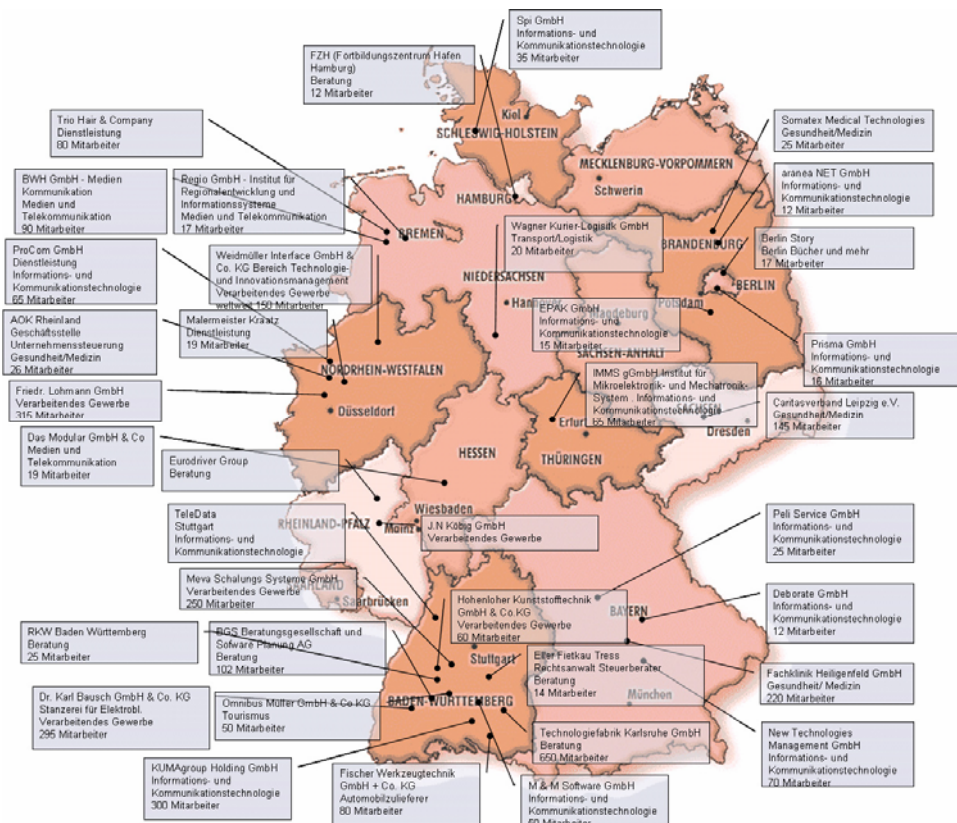 Spi GmbH
Informations- und
Kommunikationstechnologie
35 Mitarbeiter
FZH (Fortbildungszentrum Hafen
Hamburg)
Beratung
12 Mitarbeiter
Kiel
SCHLESWIG-HOLSTEIN
Trio Hair & Company
Dienstleistung
80 Mitarbeiter
Somatex Medical Technologies
Gesundheit/Medizin
25 Mitarbeiter
MECKLENBURG-VORPOMMERN
Schwerin
BWH GmbH - Medien
Kommunikation
Medien und
Telekommunikation
90 Mitarbeiter
Regio GmbH - Institut für
Regionalentwicklung und
Informationssysteme
Medien und Telekommunikation
17 Mitarbeiter
HAMBURG
BREMEN
aranea NET GmbH
Informations- und
Kommunikationstechnologie
12 Mitarbeiter
Wagner Kurier-Logisitk GmbH
Transport/Logistik
20 Mitarbeiter
BRANDENBURG
Berlin Story
Berlin Bücher und mehr
17 Mitarbeiter
ProCom GmbH
Dienstleistung
Informations- und
Kommunikationstechnologie
65 Mitarbeiter
Weidmüller Interface GmbH &
Co. KG Bereich Technologie-
und Innovationsmanagement
Verarbeitendes Gewerbe
weltweit 150 Mitarbeiter
NIEDERSACHSEN
Hannover
BERLIN
Potsdam
EPAK GmbH
Informations- und
Kommunikationstechnologie
15 Mitarbeiter
Magdeburg
SACHSEN-ANHALT
AOK Rheinland
Geschäftsstelle
Unternehmenssteuerung
Gesundheit/Medizin
26 Mitarbeiter
Malermeister Kraatz
Dienstleistung
19 Mitarbeiter
NORDRHEIN-WESTFALEN
Prisma GmbH
Informations- und
Kommunikationstechnologie
16 Mitarbeiter
IMMS gGmbH Institut für
Mikroelektronik- und Mechatronik-
System . Informations- und
Kommunikationstechnologie
65 Mitarbeiter
SACHSEN
Dresden
Friedr. Lohmann GmbH
Verarbeitendes Gewerbe
315 Mitarbeiter
Düsseldorf
Caritasverband Leipzig e.V.
Gesundheit/Medizin
145 Mitarbeiter
Erfurt
THÜRINGEN
HESSEN
Das Modular GmbH & Co
Medien und
Telekommunikation
19 Mitarbeiter
Eurodriver Group
Beratung
Wiesbaden
Mainz
RHEINLAND-PFALZ
TeleData
Stuttgart
Informations- und
Kommunikationstechnologie
J.N Köbig GmbH
Verarbeitendes Gewerbe
Peli Service GmbH
Informations- und
Kommunikationstechnologie
25 Mitarbeiter
Meva Schalungs Systeme GmbH
Verarbeitendes Gewerbe
250 Mitarbeiter
SAARLAND
Saarbrücken
Hohenloher Kunststofftechnik
GmbH & Co.KG
Verarbeitendes Gewerbe
60 Mitarbeiter
BAYERN
Deborate GmbH
Informations- und
Kommunikationstechnologie
12 Mitarbeiter
RKW Baden Württemberg
Beratung
25 Mitarbeiter
BGS Beratungsgesellschaft und
Sofware Planung AG
Beratung
102 Mitarbeiter
Stuttgart
Eller Fietkau Tress
Rechtsanwalt Steuerberater
Beratung
14 Mitarbeiter
München
Fachklinik Heiligenfeld GmbH
Gesundheit/ Medizin
220 Mitarbeiter
Dr. Karl Bausch GmbH & Co. KG
Stanzerei für Elektrobl.
Verarbeitendes Gewerbe
295 Mitarbeiter
Omnibus Müller GmbH & Co KG
Tourismus
50 Mitarbeiter
BADEN-WÜRTTEMBERG
Technologiefabrik Karlsruhe GmbH
Beratung
650 Mitarbeiter
New Technologies
Management GmbH
Informations- und
Kommunikationstechnologie
70 Mitarbeiter
KUMAgroup Holding GmbH
Informations- und
Kommunikationstechnologie
300 Mitarbeiter
Fischer Werkzeugtechnik
GmbH + Co. KG
Automobilzulieferer
80 Mitarbeiter
M & M Software GmbH
Informations- und
Kommunikationstechnologie
Mitarbeiter